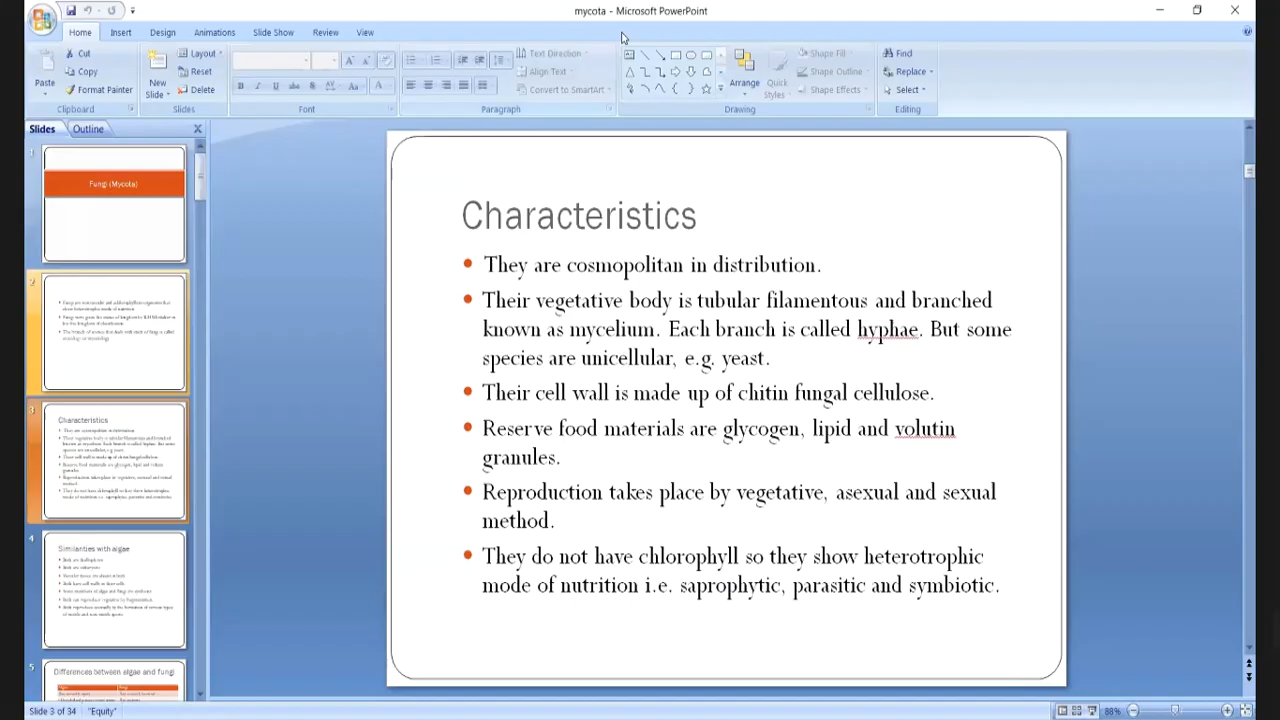 mycota - Microsoft PowerPoint
Home Insert Design Animations Slide Show Review View
Cut
Copy
Format Painter
Paste
Clipboard
New Slide
Layout
Reset
Delete
Slides
Font
Text Direction
Align Text
Convert to SmartArt
Paragraph
Arrange
Quick Styles
Shape Fill
Shape Outline
Shape Effects
Drawing
Find
Replace
Select
Editing
Slides Outline
1
Fungi (Mycota)
2
3
Characteristics
4
Similarities with algae
5
Differences between algae and fungi
Characteristics
They are cosmopolitan in distribution.
Their vegetative body is tubular filamentous and branched
known as mycelium. Each branch is called hyphae. But some
species are unicellular, e.g. yeast.
Their cell wall is made up of chitin fungal cellulose.
Reserve food materials are glycogen, lipid and volutin
granules.
Reproduction takes place by vegetative, asexual and sexual
method.
They do not have chlorophyll so they show heterotrophic
mode of nutrition i.e. saprophytic, parasitic and symbiotic.
Slide 3 of 34 "Equity" 88%